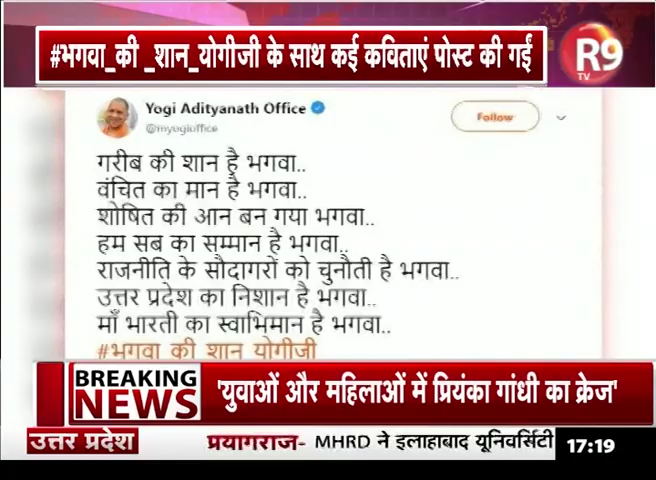 #भगवा_की _शान_योगीजी के साथ कई कविताएं पोस्ट की गईं
R9
TV
Yogi Adityanath Office
@myogioffice
Follow
गरीब की शान है भगवा..
वंचित का मान है भगवा..
शोषित की आन बन गया भगवा..
हम सब का सम्मान है भगवा..
राजनीति के सौदागरों को चुनौती है भगवा..
उत्तर प्रदेश का निशान है भगवा..
माँ भारती का स्वाभिमान है भगवा..
#भगवा_की_शान_योगीजी
BREAKING
NEWS
'युवाओं और महिलाओं में प्रियंका गांधी का क्रेज'
उत्तर प्रदेश
प्रयागराज- MHRD ने इलाहाबाद यूनिवर्सिटी
17:19